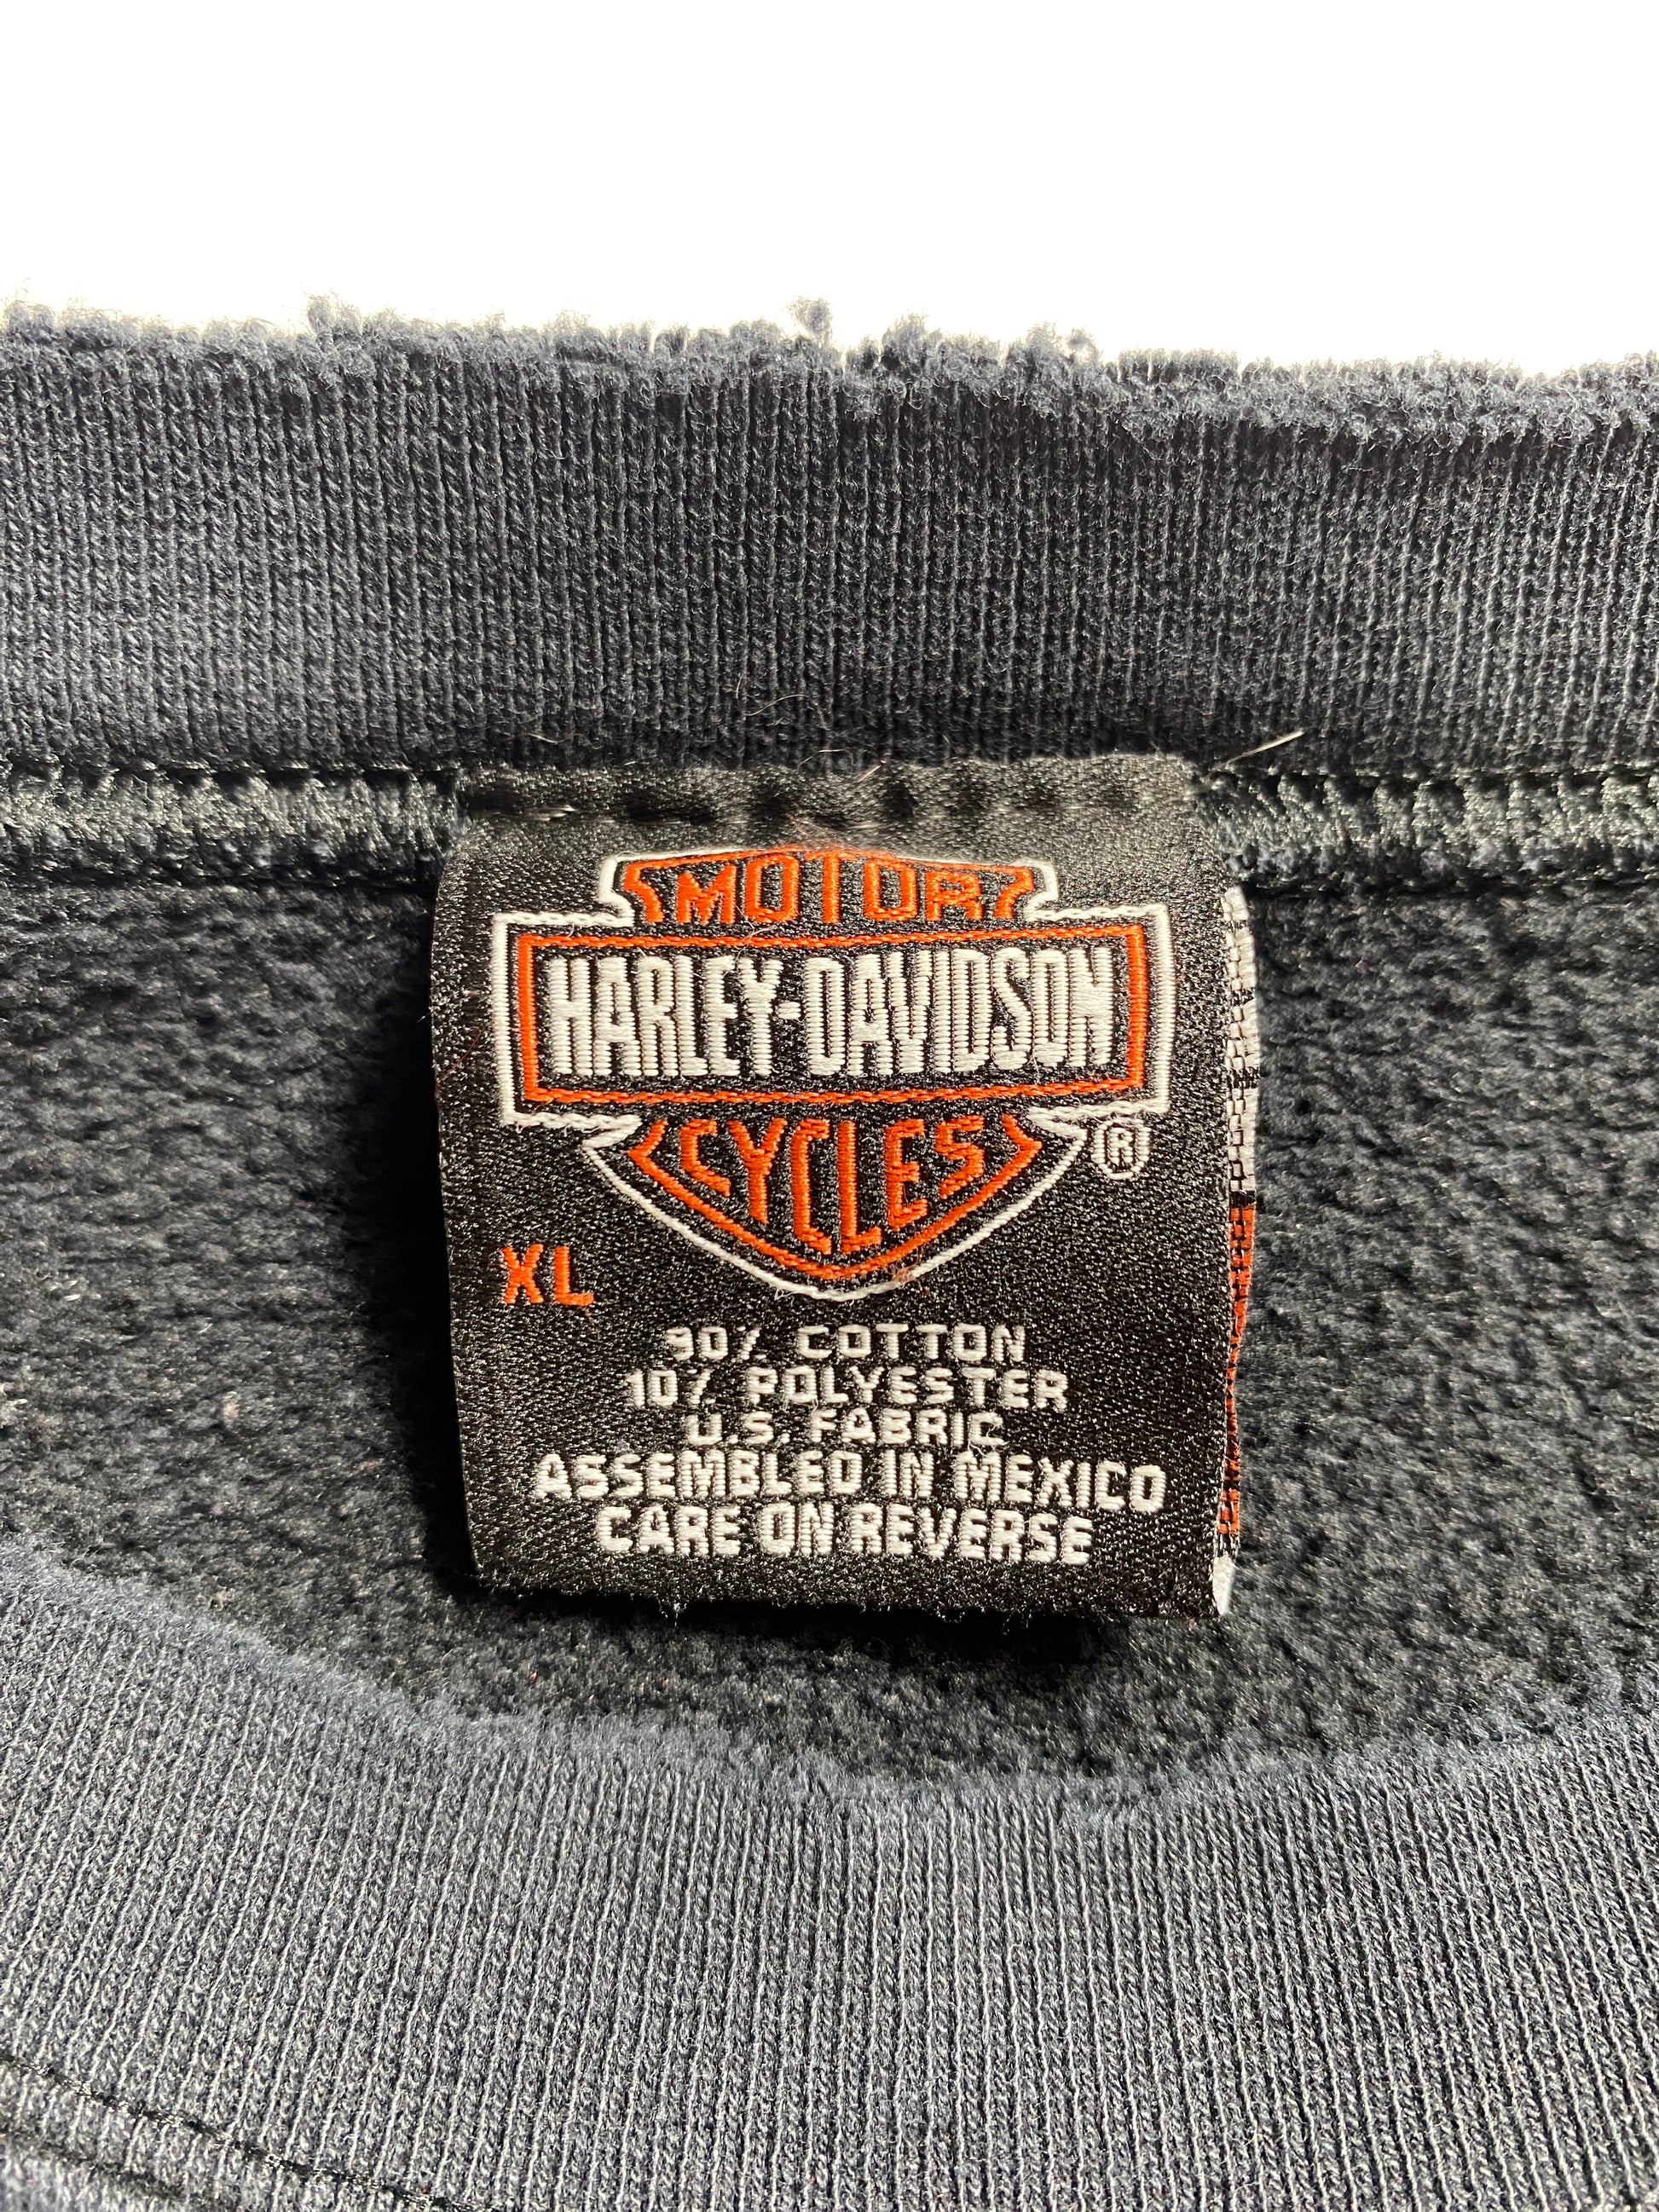 MOTOR
HARLEY-DAVIDSON
CYCLES
®
XL
90% COTTON
10% POLYESTER
U.S. FABRIC
ASSEMBLED IN MEXICO
CARE ON REVERSE